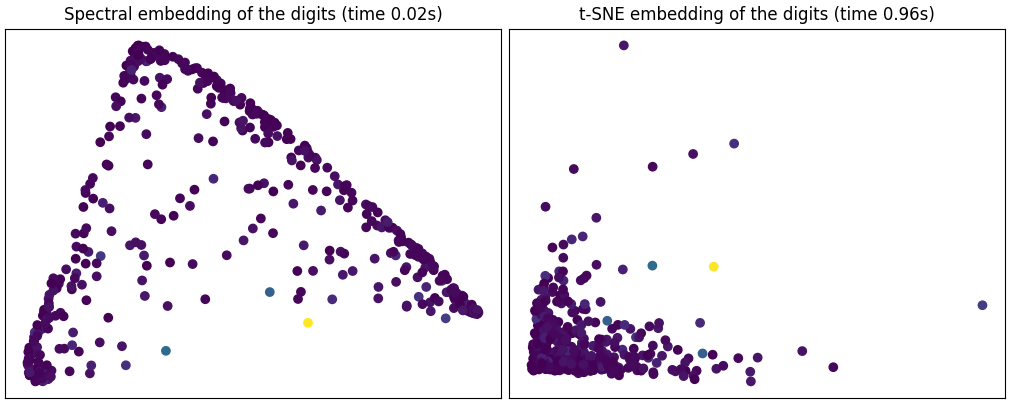 Spectral embedding of the digits (time 0.02s)
t-SNE embedding of the digits (time 0.96s)